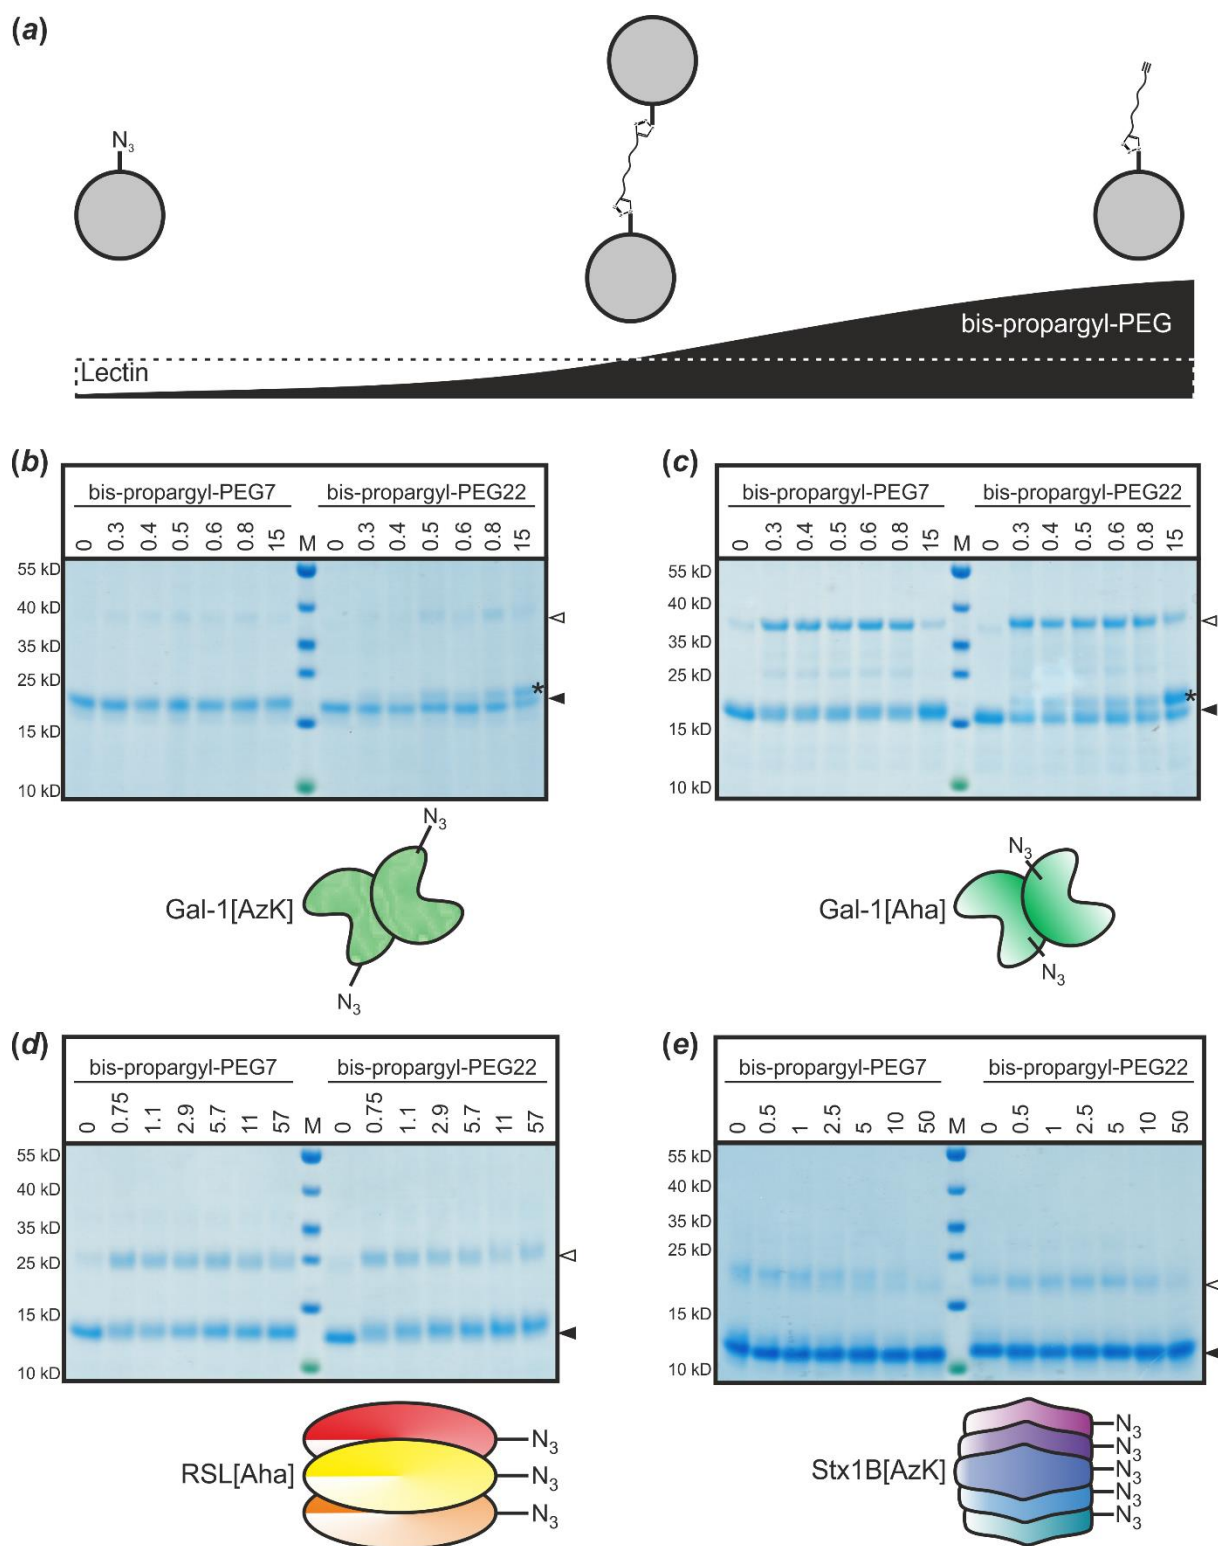 (a)
N3
bis-propargyl-PEG
Lectin
(b)
bis-propargyl-PEG7 bis-propargyl-PEG22
0 0.3 0.4 0.5 0.6 0.8 15 M 0 0.3 0.4 0.5 0.6 0.8 15
55 kD
40 kD
35 kD
25 kD
*
15 kD
10 kD
N3
Gal-1[AzK]
N3
(c)
bis-propargyl-PEG7 bis-propargyl-PEG22
0 0.3 0.4 0.5 0.6 0.8 15 M 0 0.3 0.4 0.5 0.6 0.8 15
55 kD
40 kD
35 kD
25 kD
*
15 kD
10 kD
N3
Gal-1[Aha]
N3
(d)
bis-propargyl-PEG7 bis-propargyl-PEG22
0 0.75 1.1 2.9 5.7 11 57 M 0 0.75 1.1 2.9 5.7 11 57
55 kD
40 kD
35 kD
25 kD
15 kD
10 kD
N3
RSL[Aha] N3
N3
(e)
bis-propargyl-PEG7 bis-propargyl-PEG22
0 0.5 1 2.5 5 10 50 M 0 0.5 1 2.5 5 10 50
55 kD
40 kD
35 kD
25 kD
15 kD
10 kD
N3
N3
Stx1B[AzK] N3
N3
N3